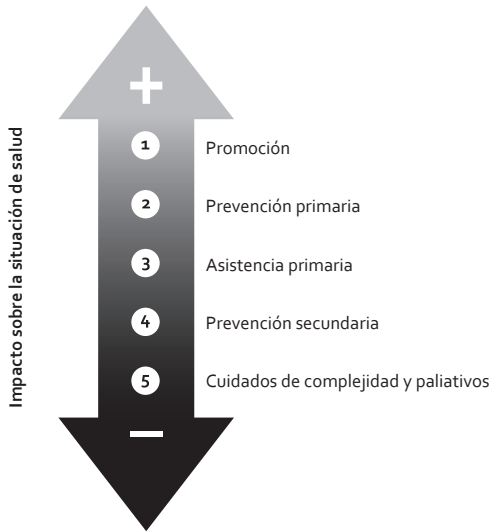 Impacto sobre la situación de salud
+
1 Promoción
2 Prevención primaria
3 Asistencia primaria
4 Prevención secundaria
5 Cuidados de complejidad y paliativos
—